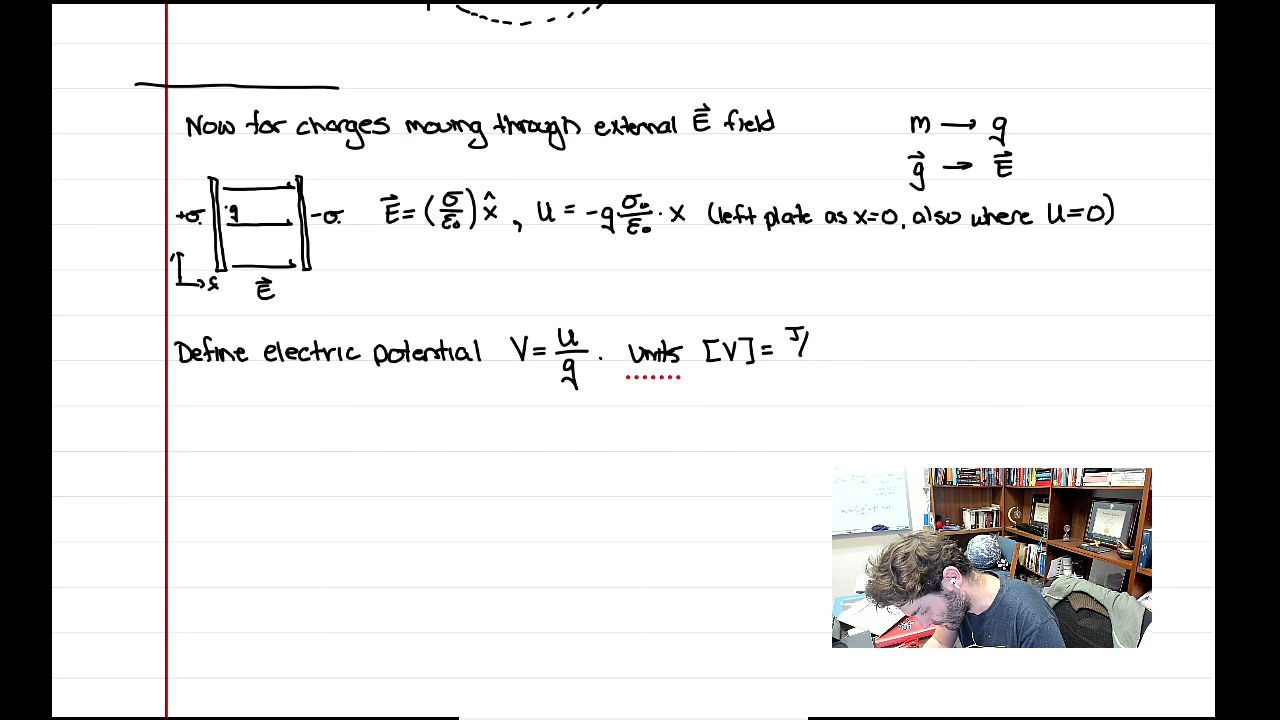 Now for charges moving through external E⃗ field
m → q
g⃗ → E⃗
+σ q -σ E⃗ = (σ/ε₀) x̂ , U = -q σ₀/ε₀ · x (left plate as x=0, also where U=0)
x
E⃗
Define electric potential V = U/q . Units [V] = J/